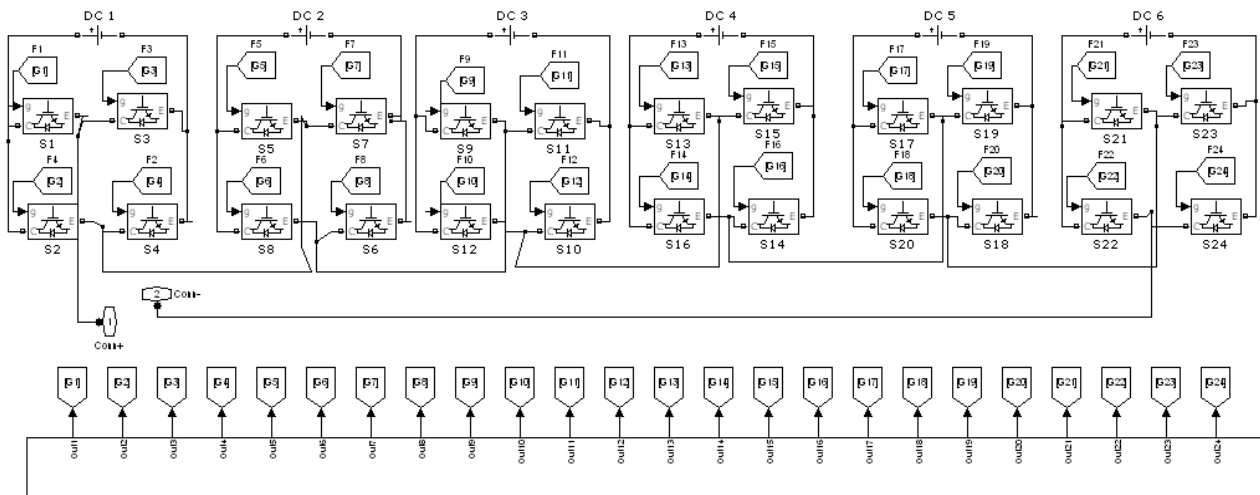 DC 1 DC 2 DC 3 DC 4 DC 5 DC 6
+ + + + + +
F1 F3 F5 F7 F9 F11 F13 F15 F17 F19 F21 F23
[G1] [G3] [G5] [G7] [G9] [G11] [G13] [G15] [G17] [G19] [G21] [G23]
g C E g C E g C E g C E g C E g C E g C E g C E g C E g C E g C E g C E
S1 S3 S5 S7 S9 S11 S13 S15 S17 S19 S21 S23
F4 F2 F6 F8 F10 F12 F14 F16 F18 F20 F22 F24
[G2] [G4] [G6] [G8] [G10] [G12] [G14] [G16] [G18] [G20] [G22] [G24]
g C E g C E g C E g C E g C E g C E g C E g C E g C E g C E g C E g C E
S2 S4 S8 S6 S12 S10 S16 S14 S20 S18 S22 S24
2 Conn-
1
Conn+
[G1] [G2] [G3] [G4] [G5] [G6] [G7] [G8] [G9] [G10] [G11] [G12] [G13] [G14] [G15] [G16] [G17] [G18] [G19] [G20] [G21] [G22] [G23] [G24]
out1 out2 out3 out4 out5 out6 out7 out8 out9 out10 out11 out12 out13 out14 out15 out16 out17 out18 out19 out20 out21 out22 out23 out24